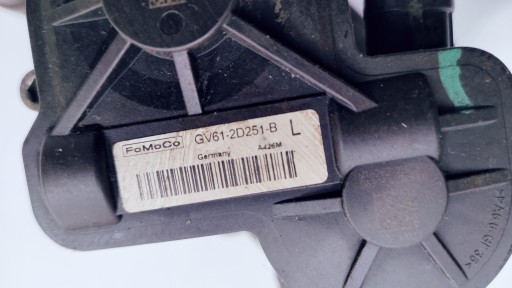 FoMoCo GV61-2D251-B L
Germany A426M